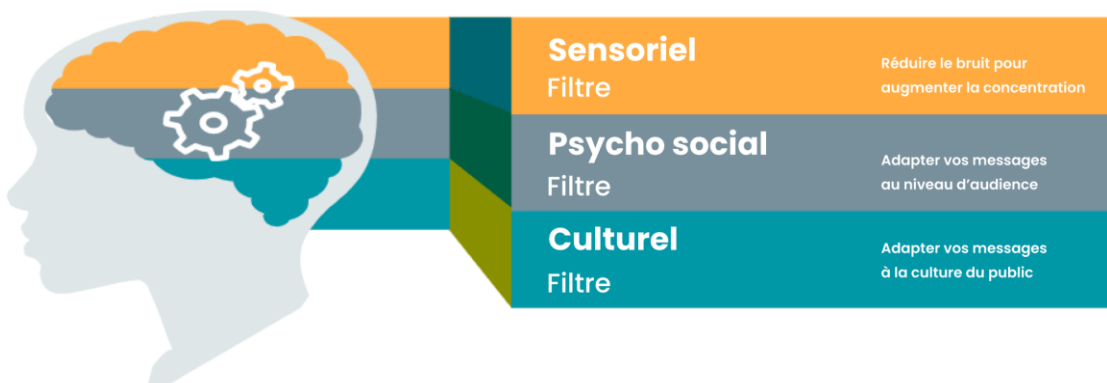 Sensoriel
Filtre
Réduire le bruit pour
augmenter la concentration
Psycho social
Filtre
Adapter vos messages
au niveau d’audience
Culturel
Filtre
Adapter vos messages
à la culture du public